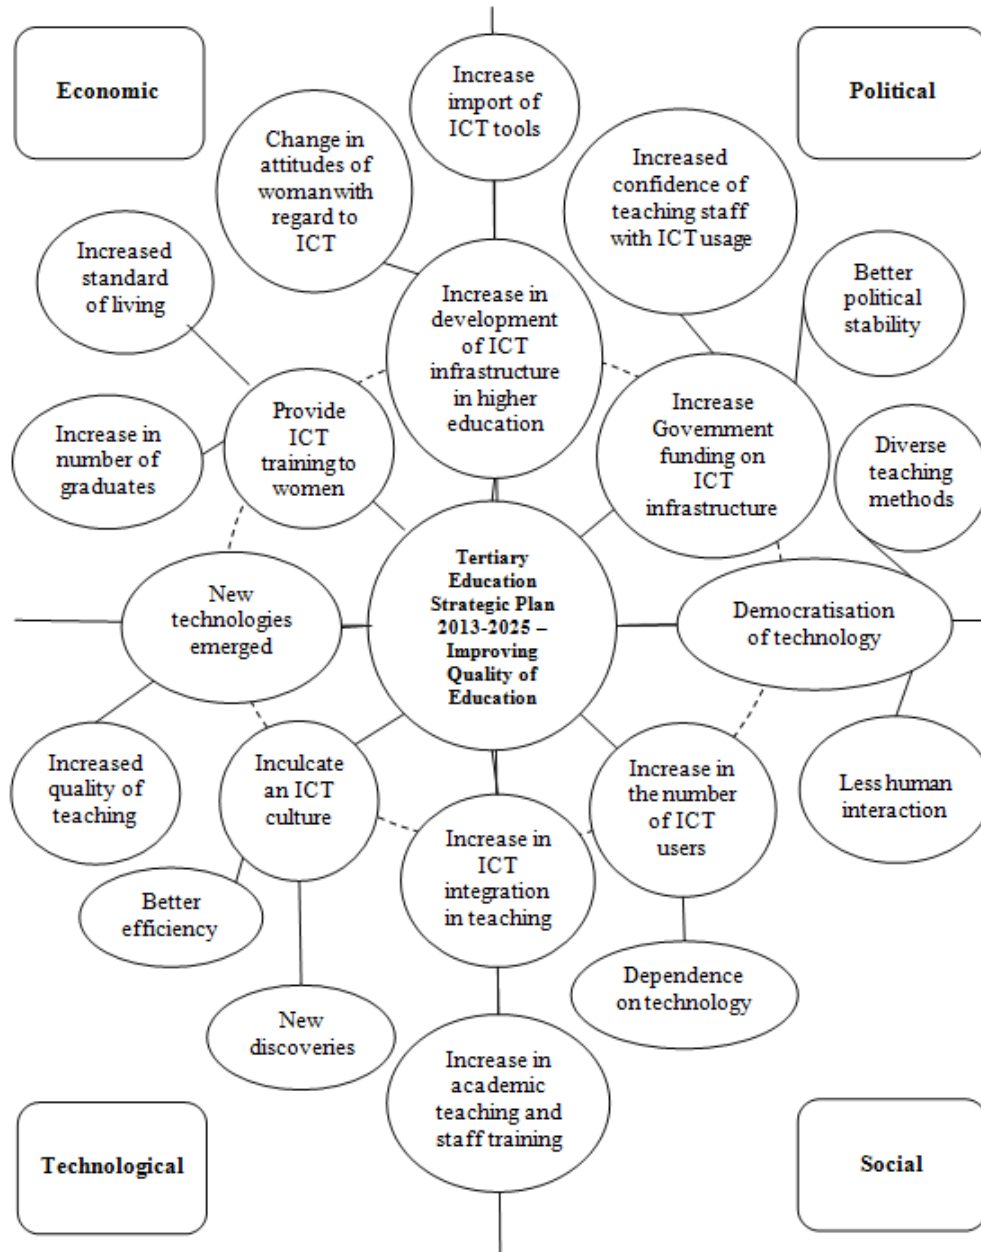 Economic
Political
Increase
import of
ICT tools
Change in
attitudes of
woman with
regard to
ICT
Increased
confidence of
teaching staff
with ICT usage
Increased
standard
of living
Better
political
stability
Increase in
development
of ICT
infrastructure
in higher
education
Provide
ICT
training to
women
Increase
Government
funding on
ICT
infrastructure
Increase in
number of
graduates
Diverse
teaching
methods
Tertiary
Education
Strategic Plan
2013-2025 –
Improving
Quality of
Education
New
technologies
emerged
Democratisation
of technology
Increased
quality of
teaching
Inculcate
an ICT
culture
Increase in
the number
of ICT
users
Less human
interaction
Increase in
ICT
integration
in teaching
Better
efficiency
Dependence
on technology
New
discoveries
Increase in
academic
teaching and
staff training
Technological
Social